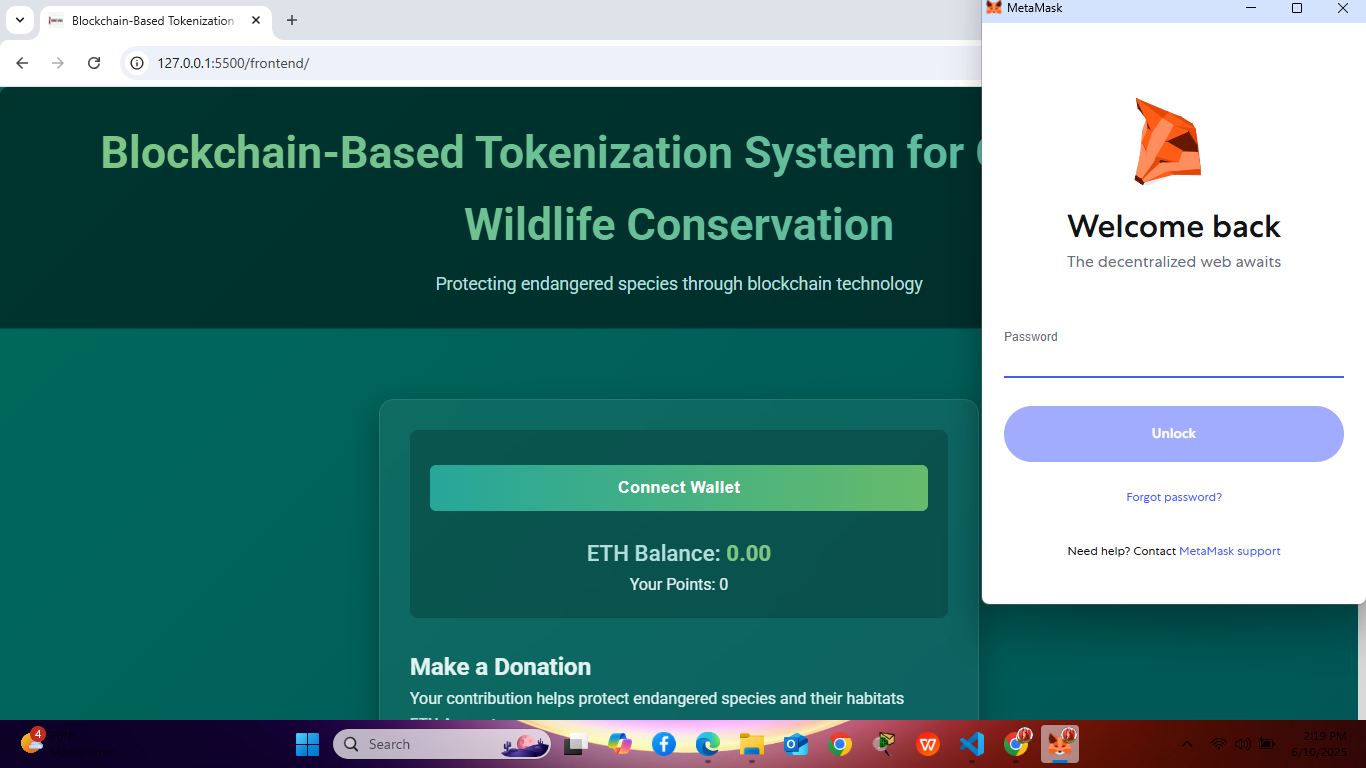 Blockchain-Based Tokenization
127.0.0.1:5500/frontend/
Blockchain-Based Tokenization System for
Wildlife Conservation
Protecting endangered species through blockchain technology
Connect Wallet
ETH Balance: 0.00
Your Points: 0
Make a Donation
Your contribution helps protect endangered species and their habitats
MetaMask
Welcome back
The decentralized web awaits
Password
Unlock
Forgot password?
Need help? Contact MetaMask support
4
Search
2:19 PM
6/10/2025